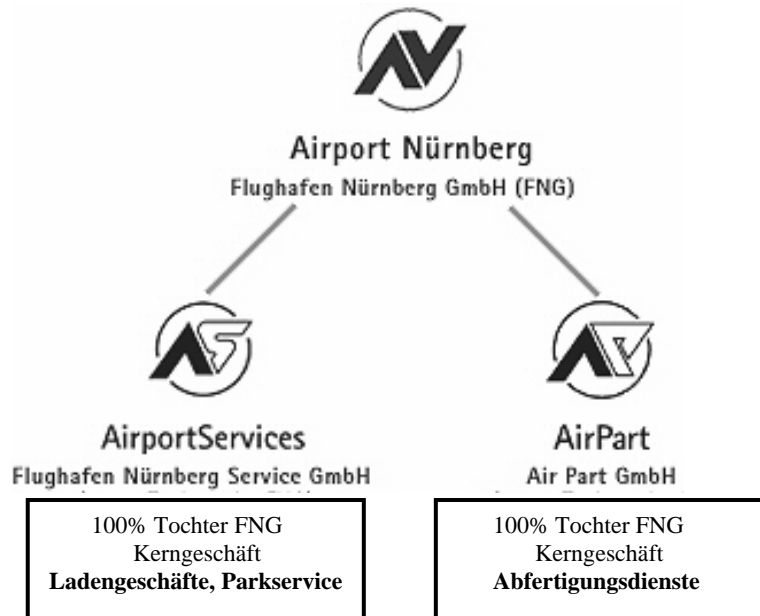 Airport Nürnberg
Flughafen Nürnberg GmbH (FNG)
AirportServices
Flughafen Nürnberg Service GmbH
100% Tochter FNG
Kerngeschäft
Ladengeschäfte, Parkservice
AirPart
Air Part GmbH
100% Tochter FNG
Kerngeschäft
Abfertigungsdienste